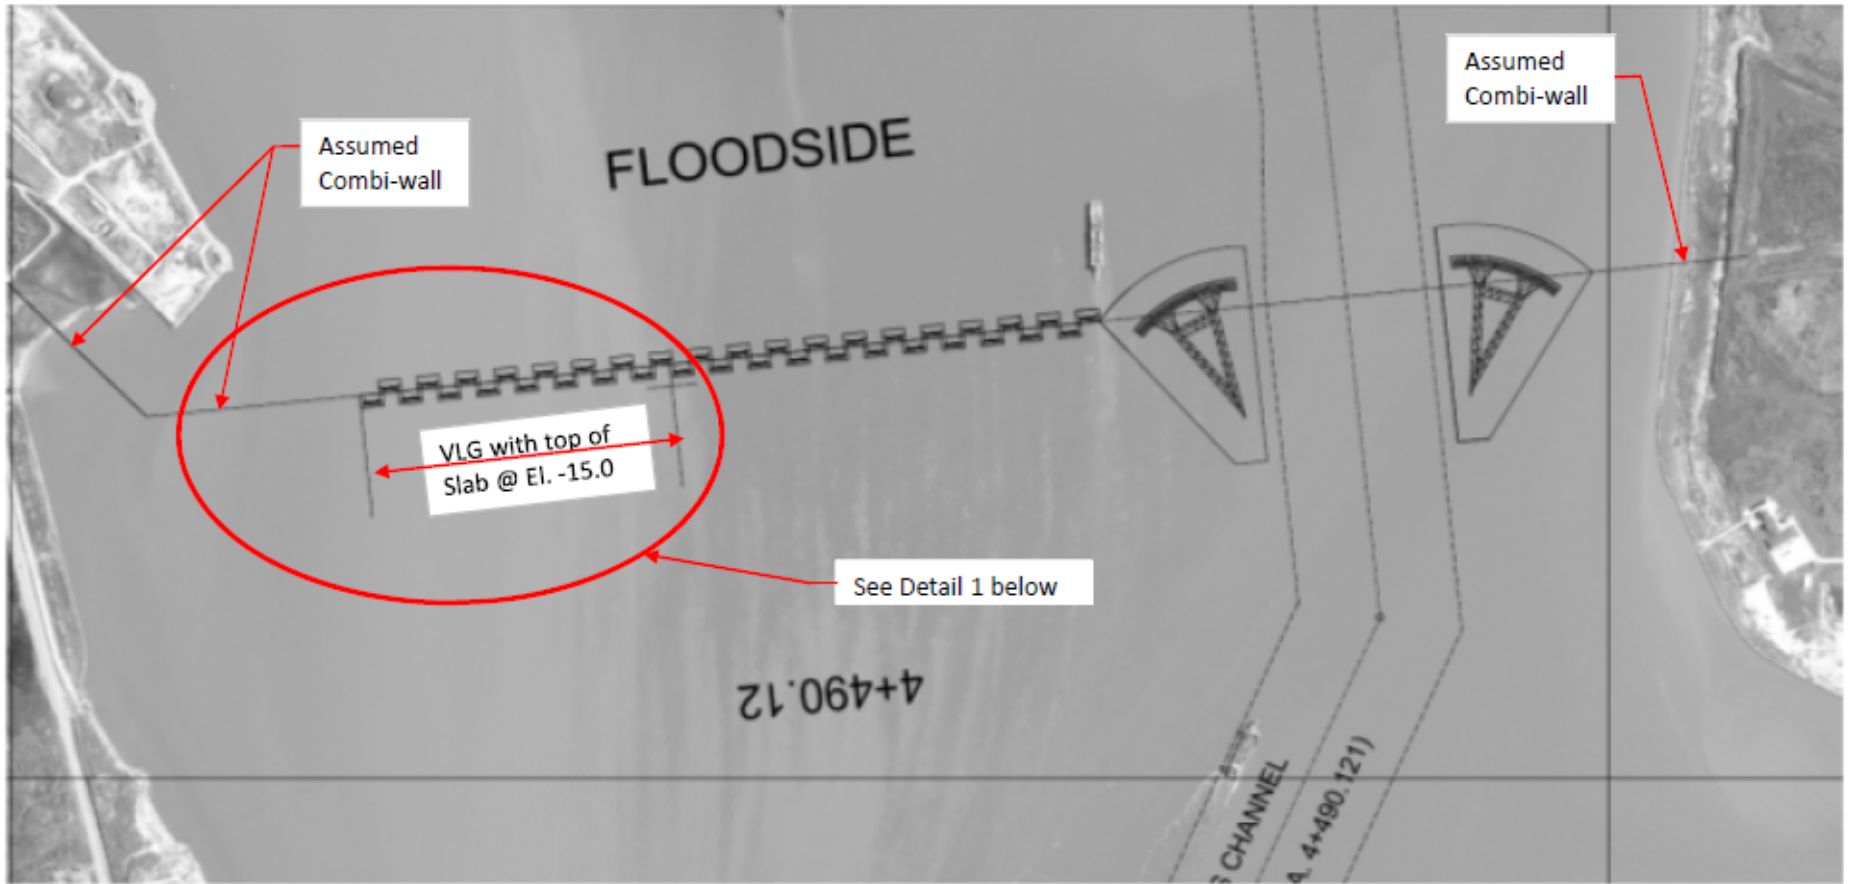 Assumed
Combi-wall
Assumed
Combi-wall
FLOODSIDE
VLG with top of
Slab @ El. -15.0
See Detail 1 below
4+490.12
CHANNEL
4+490.121)